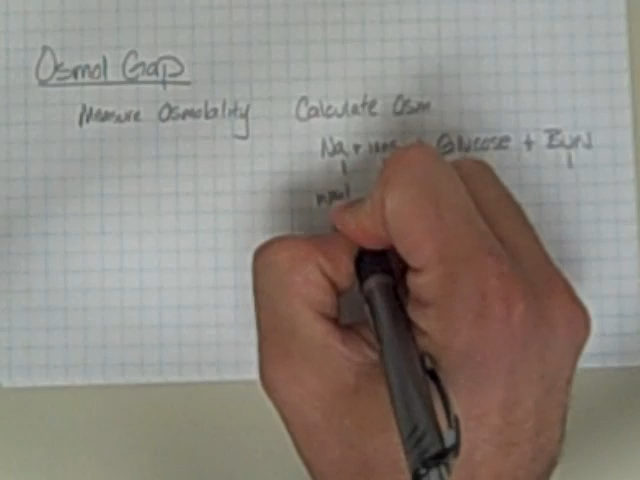 Osmol Gap
Measure Osmolality Calculate Osm
Na + Glucose + BUN